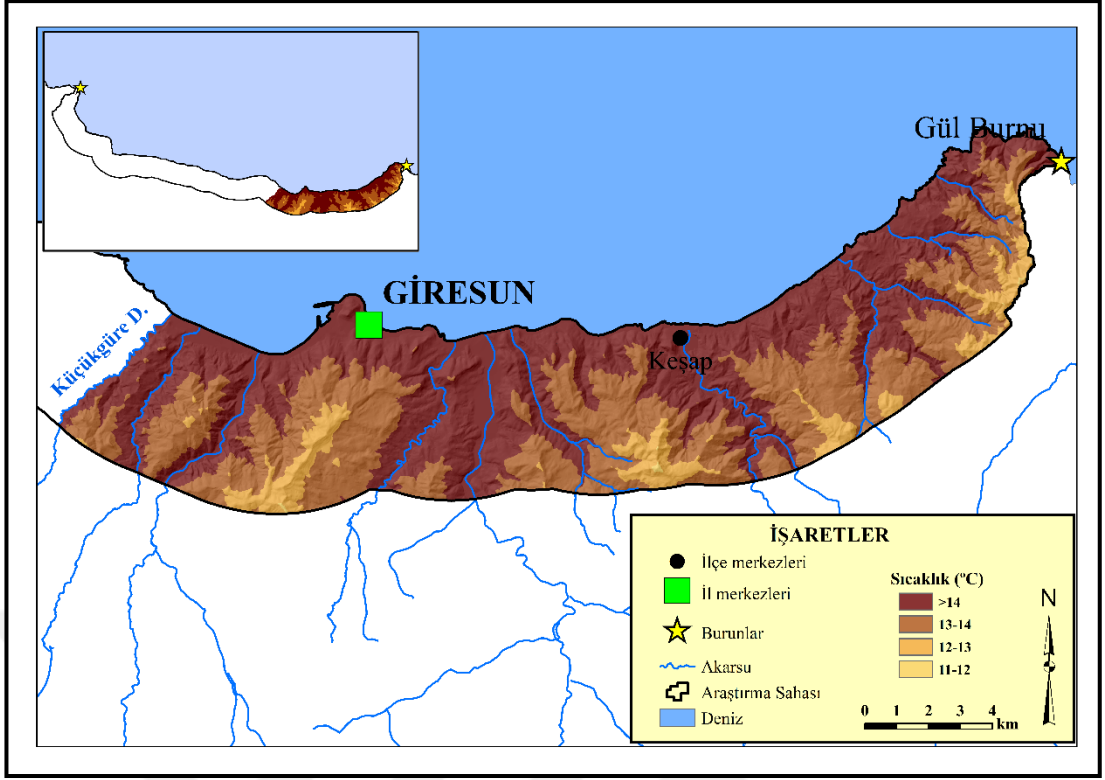 Gül Burnu
GİRESUN
Küçükgüre D.
Keşap
İŞARETLER
İlçe merkezleri
İl merkezleri
Burunlar
Akarsu
Araştırma Sahası
Deniz
Sıcaklık (ºC)
>14
13-14
12-13
11-12
N
0 1 2 3 4
km